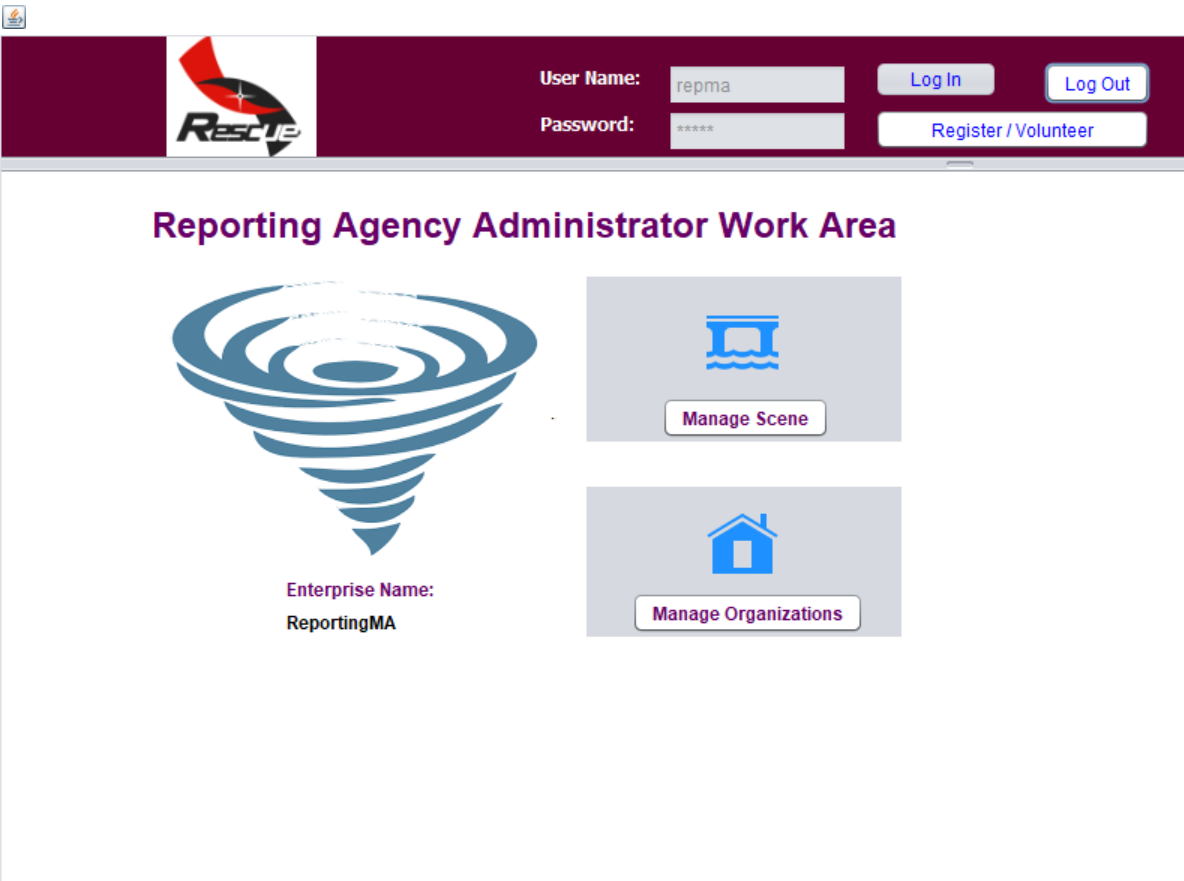 Rescue
User Name:
repma
Log In
Log Out
Password:
*****
Register / Volunteer
Reporting Agency Administrator Work Area
Manage Scene
Manage Organizations
Enterprise Name:
ReportingMA